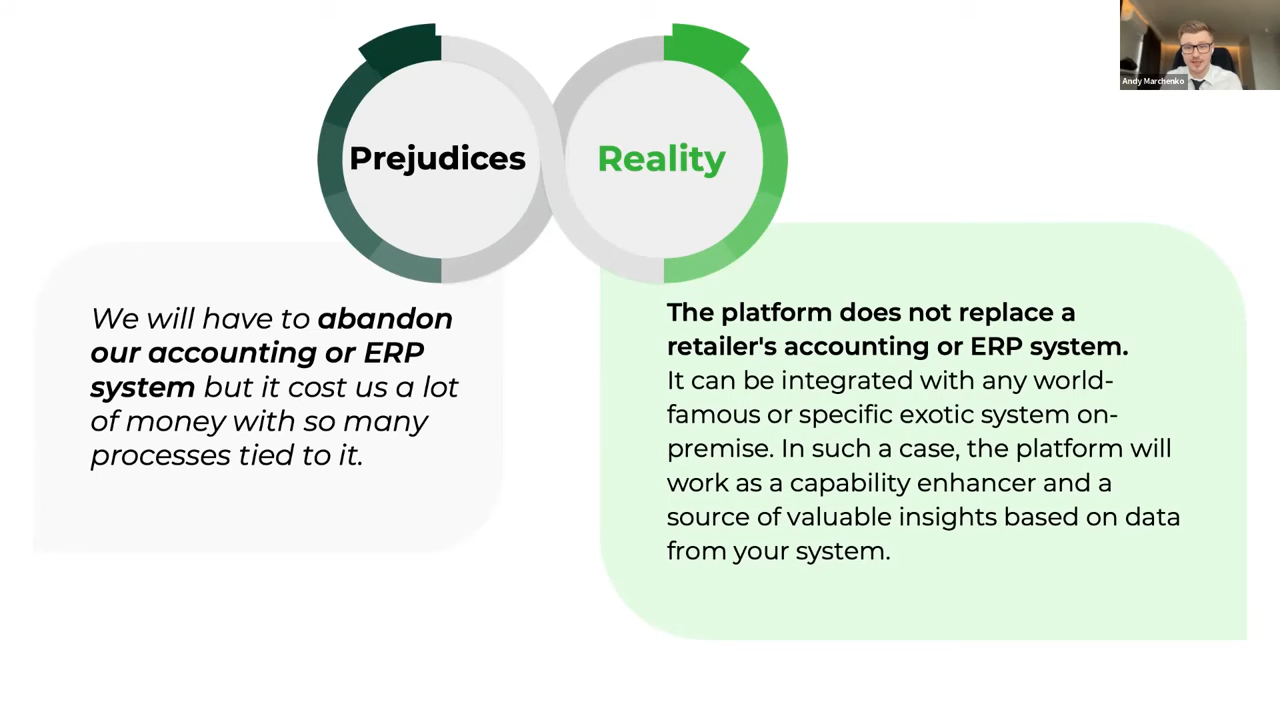 Andy Marchenko
Prejudices
Reality
We will have to abandon
our accounting or ERP
system but it cost us a lot
of money with so many
processes tied to it.
The platform does not replace a
retailer's accounting or ERP system.
It can be integrated with any world-
famous or specific exotic system on-
premise. In such a case, the platform will
work as a capability enhancer and a
source of valuable insights based on data
from your system.